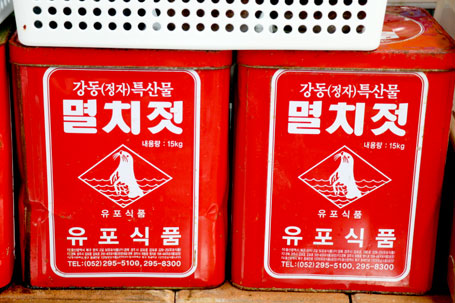 강동(정자)특산물
멸치젓
내용량 : 15kg
유포식품
유포식품
TEL:(052)295-5100, 295-8300
강동(정자)특산물
멸치젓
내용량 : 15kg
유포식품
유포식품
TEL:(052)295-5100, 295-8300